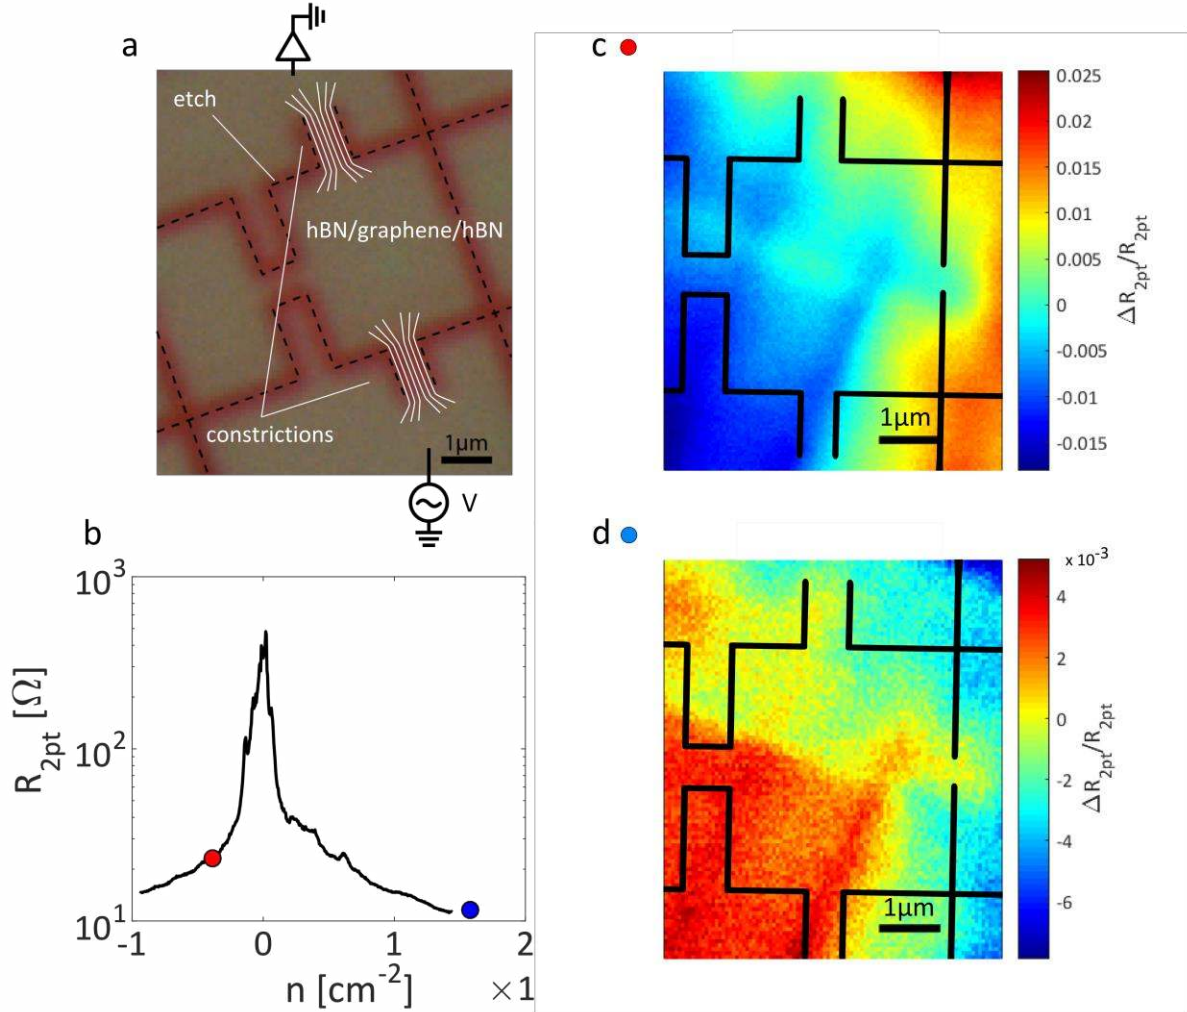 a
etch
hBN/graphene/hBN
constrictions
1μm
V
b
10³
10²
10¹
R2pt [Ω]
-1 0 1 2
n [cm⁻²]
×1
c
1μm
0.025
0.02
0.015
0.01
0.005
0
-0.005
-0.01
-0.015
ΔR2pt/R2pt
d
1μm
x 10⁻³
4
2
0
-2
-4
-6
ΔR2pt/R2pt